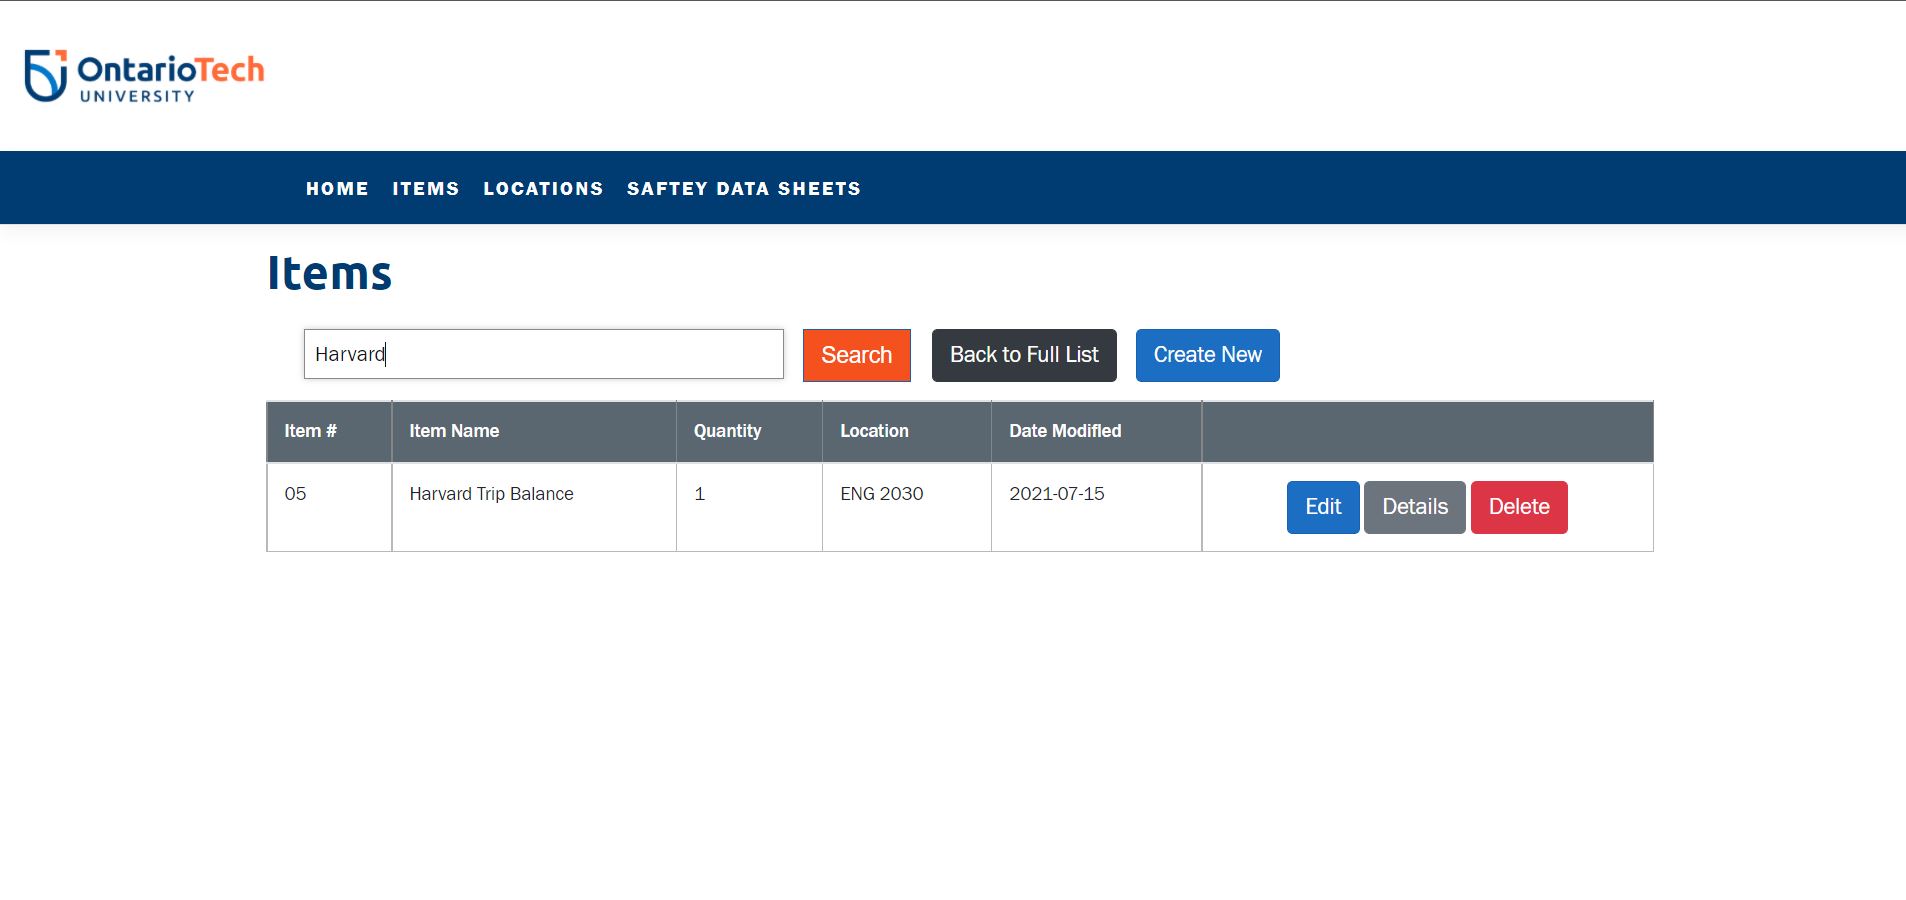 OntarioTech
UNIVERSITY
HOME ITEMS LOCATIONS SAFTEY DATA SHEETS
Items
Harvard Search Back to Full List Create New
Item # Item Name Quantity Location Date Modified
05 Harvard Trip Balance 1 ENG 2030 2021-07-15 Edit Details Delete